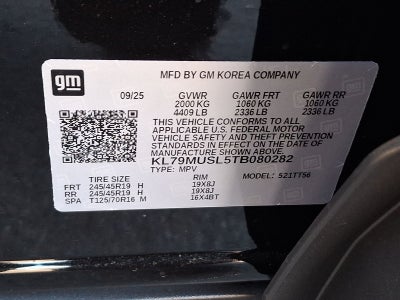 gm
MFD BY GM KOREA COMPANY
09/25 GVWR GAWR FRT GAWR RR
2000 KG 1060 KG 1060 KG
4409 LB 2336 LB 2336 LB
THIS VEHICLE CONFORMS TO ALL
APPLICABLE U.S. FEDERAL MOTOR
VEHICLE SAFETY AND THEFT PREVENTION
STANDARDS IN EFFECT ON THE DATE OF
MANUFACTURE SHOWN ABOVE.
KL79MUSL5TB080282
TYPE: MPV MODEL: 521TT56
TIRE SIZE RIM
FRT 245/45R19 H 19X8J
RR 245/45R19 H 19X8J
SPA T125/70R16 M 16X4BT